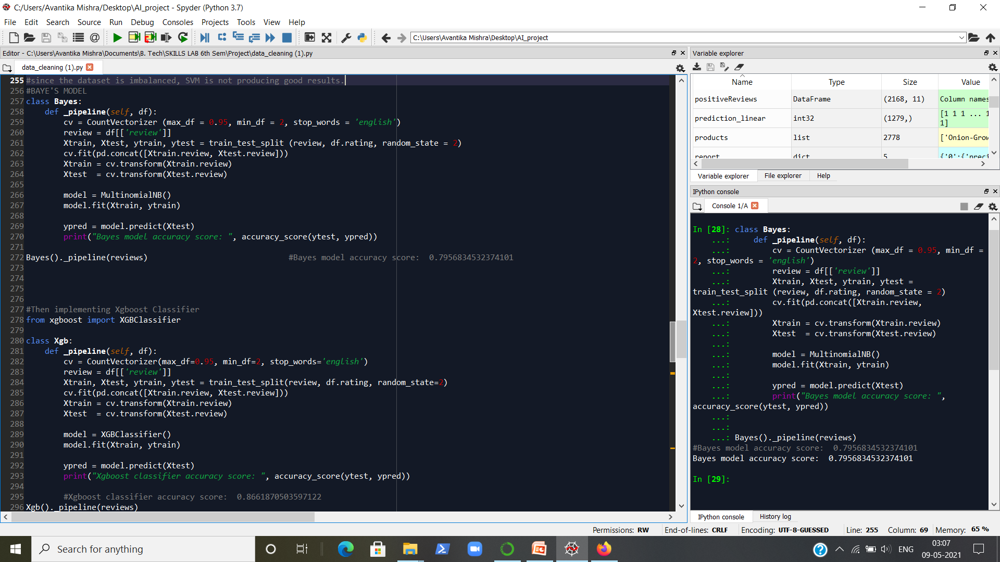 C:/Users/Avantika Mishra/Desktop\AI_project - Spyder (Python 3.7)
File Edit Search Source Run Debug Consoles Projects Tools View Help
C:\Users\Avantika Mishra\Desktop\AI_project
Editor - C:\Users\Avantika Mishra\Documents\B. Tech\SKILLS LAB 6th Sem\Project\data_cleaning (1).py
data_cleaning (1).py
255 #since the dataset is imbalanced, SVM is not producing good results.
256 #BAYE'S MODEL
257 class Bayes:
258     def _pipeline(self, df):
259         cv = CountVectorizer (max_df = 0.95, min_df = 2, stop_words = 'english')
260         review = df[['review']]
261         Xtrain, Xtest, ytrain, ytest = train_test_split (review, df.rating, random_state = 2)
262         cv.fit(pd.concat([Xtrain.review, Xtest.review]))
263         Xtrain = cv.transform(Xtrain.review)
264         Xtest  = cv.transform(Xtest.review)
265
266         model = MultinomialNB()
267         model.fit(Xtrain, ytrain)
268
269         ypred = model.predict(Xtest)
270         print("Bayes model accuracy score: ", accuracy_score(ytest, ypred))
271
272 Bayes()._pipeline(reviews)                              #Bayes model accuracy score:  0.7956834532374101
273
274
275
276
277 #Then implementing Xgboost Classifier
278 from xgboost import XGBClassifier
279
280 class Xgb:
281     def _pipeline(self, df):
282         cv = CountVectorizer(max_df=0.95, min_df=2, stop_words='english')
283         review = df[['review']]
284         Xtrain, Xtest, ytrain, ytest = train_test_split(review, df.rating, random_state=2)
285         cv.fit(pd.concat([Xtrain.review, Xtest.review]))
286         Xtrain = cv.transform(Xtrain.review)
287         Xtest  = cv.transform(Xtest.review)
288
289         model = XGBClassifier()
290         model.fit(Xtrain, ytrain)
291
292         ypred = model.predict(Xtest)
293         print("Xgboost classifier accuracy score: ", accuracy_score(ytest, ypred))
294
295         #Xgboost classifier accuracy score:  0.8661870503597122
296 Xgb()._pipeline(reviews)
Variable explorer
Name Type Size Value
positiveReviews DataFrame (2168, 11) Column names
prediction_linear int32 (1279,) [1 1 1 ... 1
1]
products list 2778 ['Onion-Grow
report dict 5 {'0':{'preci
Variable explorer File explorer Help
IPython console
Console 1/A
In [28]: class Bayes:
...:     def _pipeline(self, df):
...:         cv = CountVectorizer (max_df = 0.95, min_df =
2, stop_words = 'english')
...:         review = df[['review']]
...:         Xtrain, Xtest, ytrain, ytest =
train_test_split (review, df.rating, random_state = 2)
...:         cv.fit(pd.concat([Xtrain.review,
Xtest.review]))
...:         Xtrain = cv.transform(Xtrain.review)
...:         Xtest  = cv.transform(Xtest.review)
...:
...:         model = MultinomialNB()
...:         model.fit(Xtrain, ytrain)
...:
...:         ypred = model.predict(Xtest)
...:         print("Bayes model accuracy score: ",
accuracy_score(ytest, ypred))
...:
...:
...: Bayes()._pipeline(reviews)
#Bayes model accuracy score:  0.7956834532374101
Bayes model accuracy score:  0.7956834532374101
In [29]:
IPython console History log
Permissions: RW End-of-lines: CRLF Encoding: UTF-8-GUESSED Line: 255 Column: 69 Memory: 65 %
Search for anything
ENG
03:07
09-05-2021